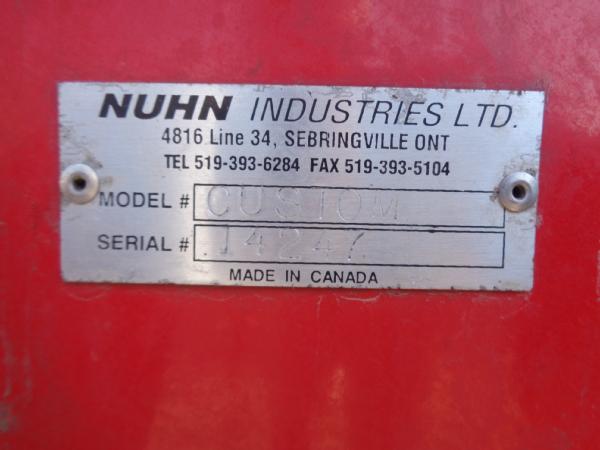 NUHN INDUSTRIES LTD.
4816 Line 34, SEBRINGVILLE ONT
TEL 519-393-6284 FAX 519-393-5104
MODEL # CUSTOM
SERIAL # 14247
MADE IN CANADA